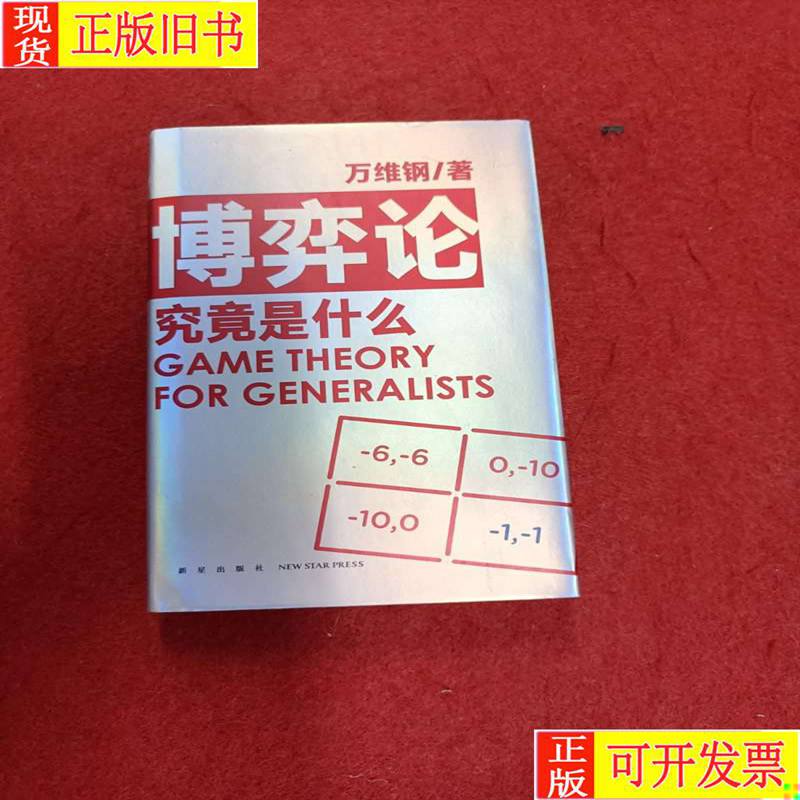 现货
正版旧书
万维钢/著
博弈论
究竟是什么
GAME THEORY
FOR GENERALISTS
-6,-6
0,-10
-10,0
-1,-1
新星出版社 NEW STAR PRESS
正版
可开发票